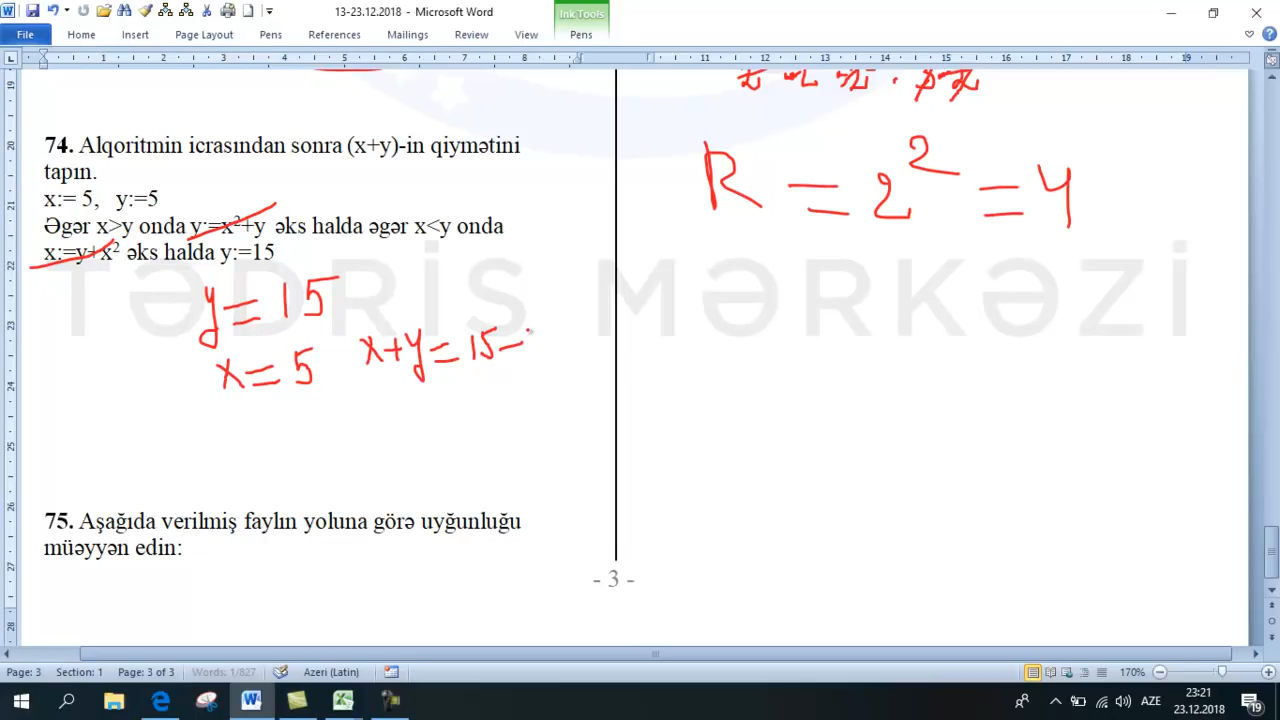 13-23.12.2018 - Microsoft Word
Ink Tools
File Home Insert Page Layout Pens References Mailings Review View Pens
74. Alqoritmin icrasından sonra (x+y)-in qiymətini
tapın.
x:= 5, y:=5
Əgər x>y onda y:=x²+y əks halda əgər x<y onda
x:=y+x² əks halda y:=15
y = 15
x = 5 x+y = 15
R = 2² = 4
TƏDRİS MƏRKƏZİ
75. Aşağıda verilmiş faylın yoluna görə uyğunluğu
müəyyən edin:
- 3 -
Page: 3 Section: 1 Page: 3 of 3 Words: 1/827 Azeri (Latin) 170%
AZE 23:21
23.12.2018 19